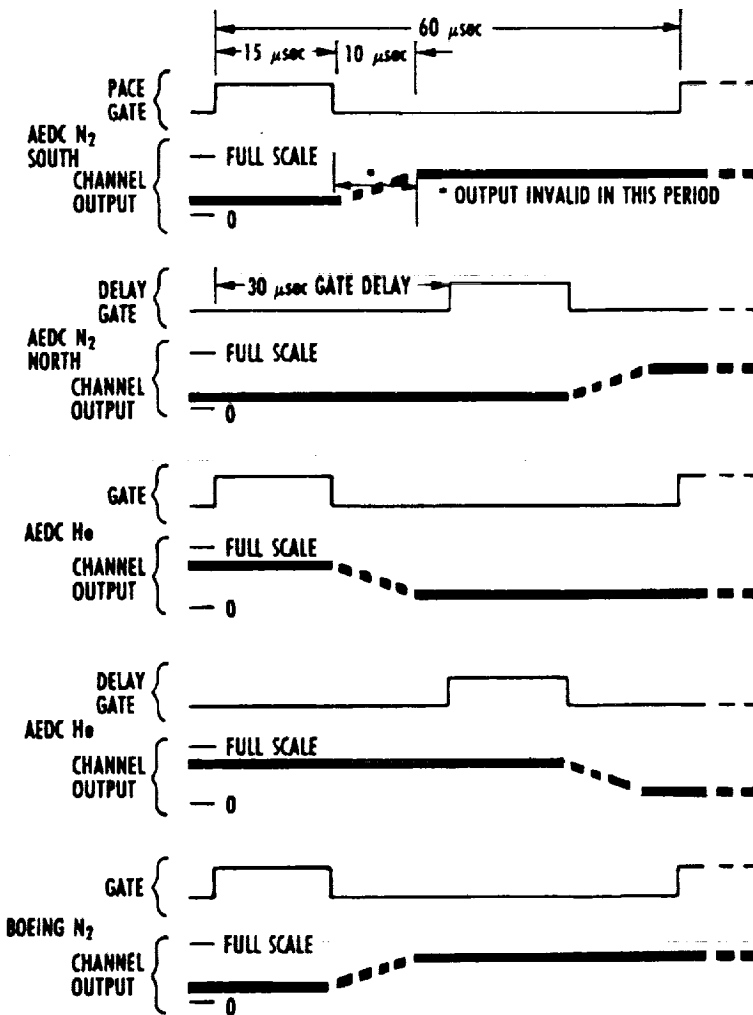 60 μsec
15 μsec 10 μsec
PACE
GATE
AEDC N2
SOUTH
FULL SCALE
CHANNEL
OUTPUT
*
* OUTPUT INVALID IN THIS PERIOD
0
DELAY
GATE
30 μsec GATE DELAY
AEDC N2
NORTH
FULL SCALE
CHANNEL
OUTPUT
0
GATE
AEDC He
FULL SCALE
CHANNEL
OUTPUT
0
DELAY
GATE
AEDC He
FULL SCALE
CHANNEL
OUTPUT
0
GATE
BOEING N2
FULL SCALE
CHANNEL
OUTPUT
0